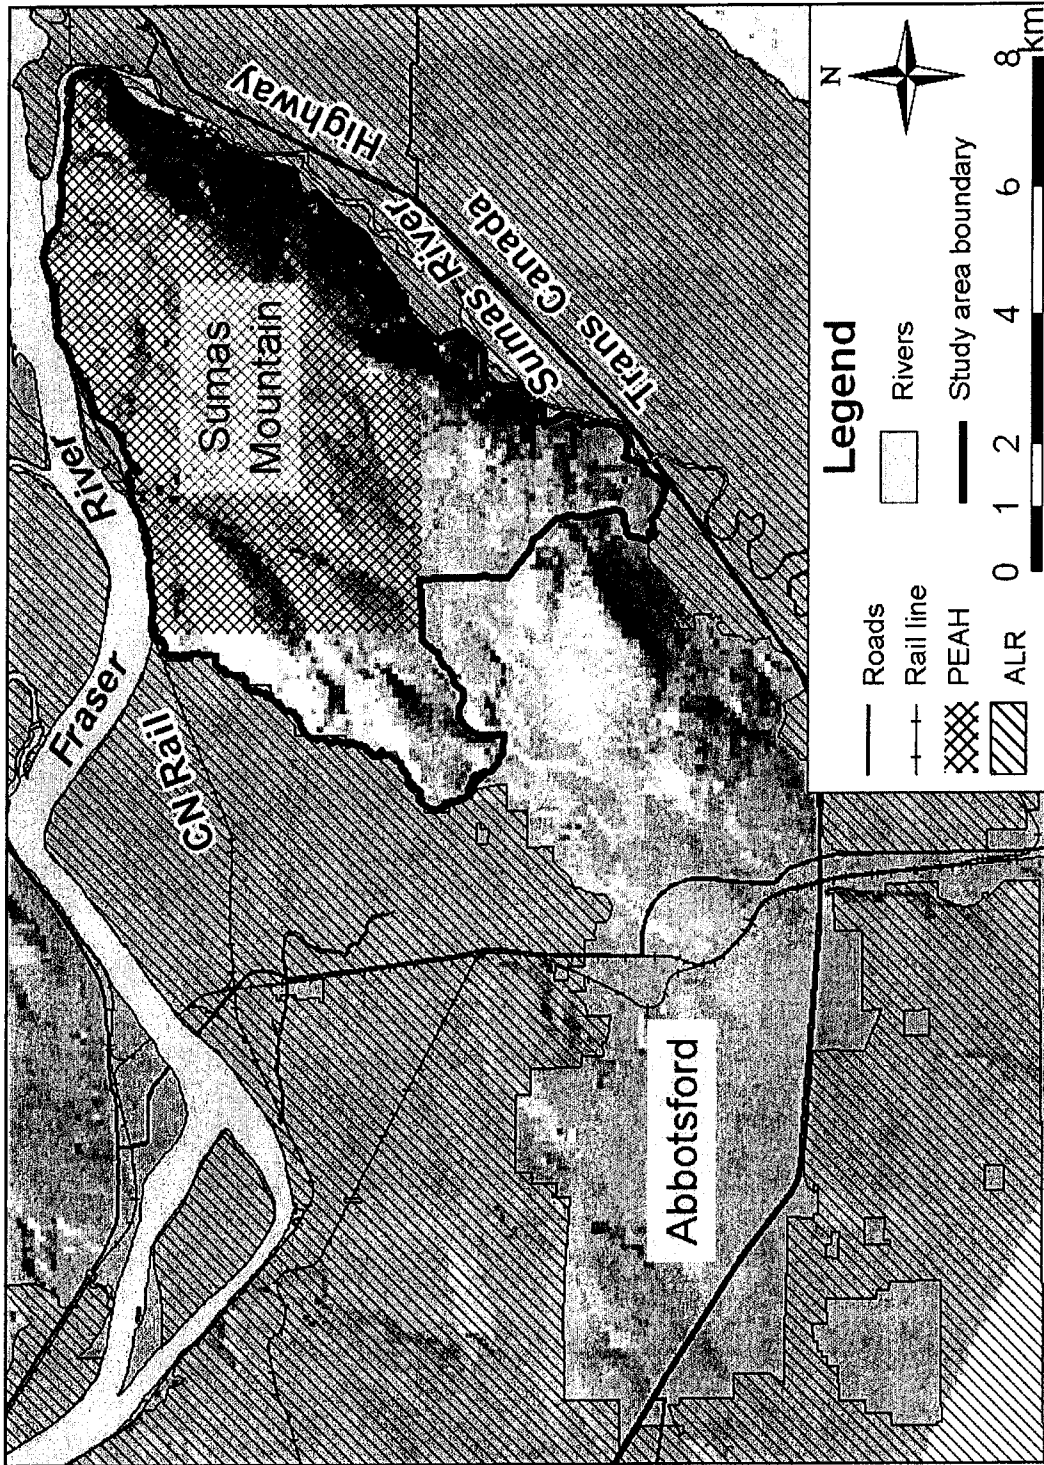 Fraser River
CN Rail
Sumas
Mountain
Sumas River
Trans Canada Highway
Abbotsford
N
Legend
Roads
Rail line
PEAH
ALR
Rivers
Study area boundary
0 1 2 4 6 8
km